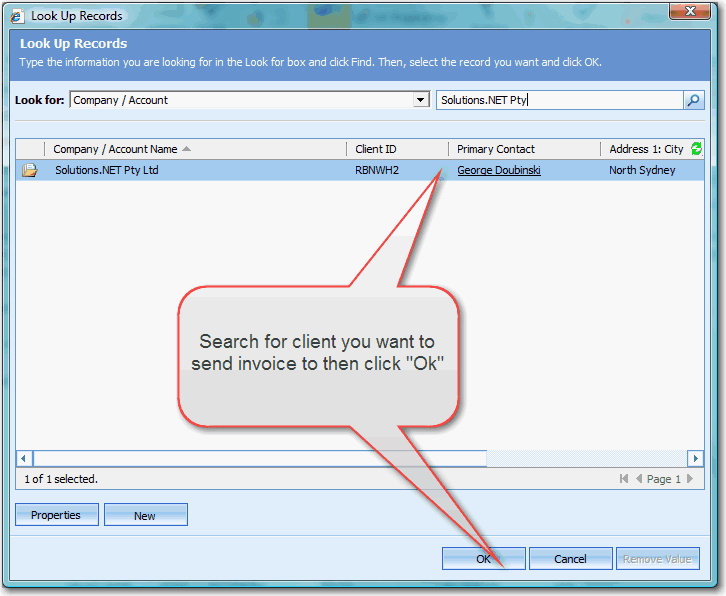 Look Up Records
Look Up Records
Type the information you are looking for in the Look for box and click Find. Then, select the record you want and click OK.
Look for: Company / Account Solutions.NET Pty
Company / Account Name Client ID Primary Contact Address 1: City
Solutions.NET Pty Ltd RBNWH2 George Doubinski North Sydney
Search for client you want to
send invoice to then click "Ok"
1 of 1 selected. Page 1
Properties New
OK Cancel Remove Value